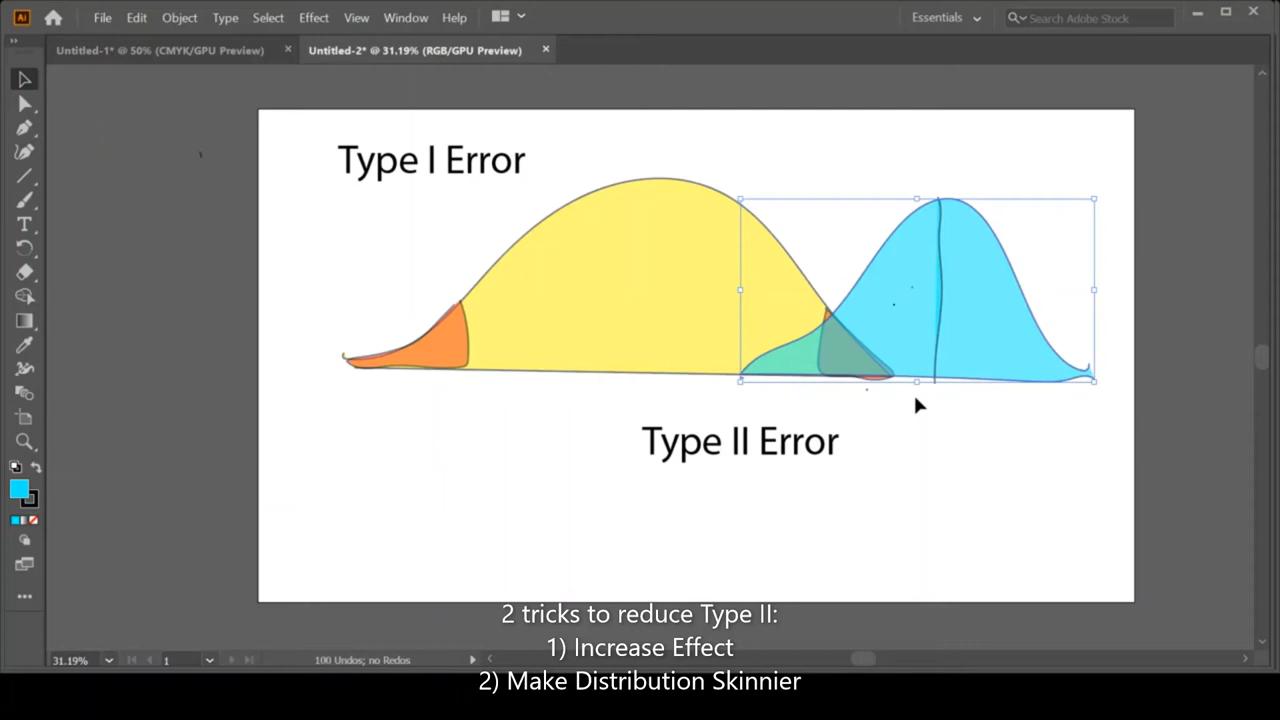 Ai File Edit Object Type Select Effect View Window Help Essentials Search Adobe Stock
Untitled-1* @ 50% (CMYK/GPU Preview) × Untitled-2* @ 31.19% (RGB/GPU Preview) ×
Type I Error
Type II Error
2 tricks to reduce Type II:
1) Increase Effect
31.19% 1 100 Undos; no Redos
2) Make Distribution Skinnier